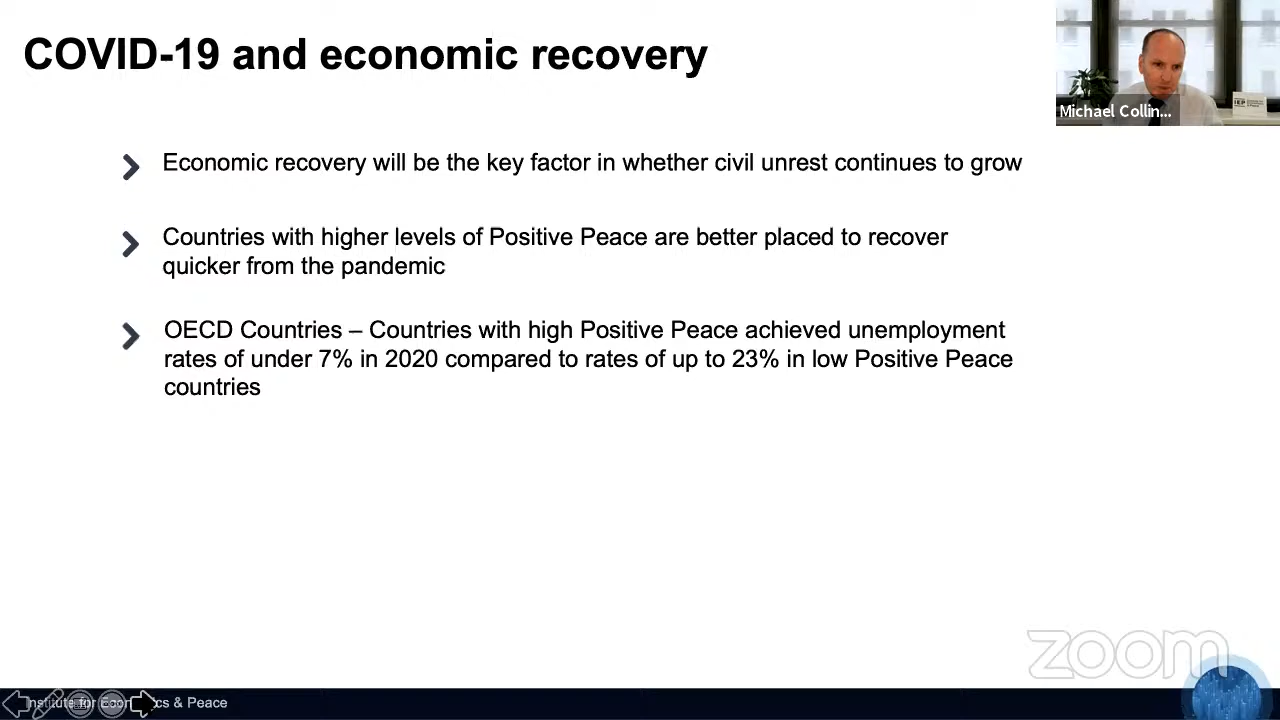 COVID-19 and economic recovery
Michael Collin...
IEP
Economic recovery will be the key factor in whether civil unrest continues to grow
Countries with higher levels of Positive Peace are better placed to recover
quicker from the pandemic
OECD Countries – Countries with high Positive Peace achieved unemployment
rates of under 7% in 2020 compared to rates of up to 23% in low Positive Peace
countries
zoom
Institute for Economics & Peace